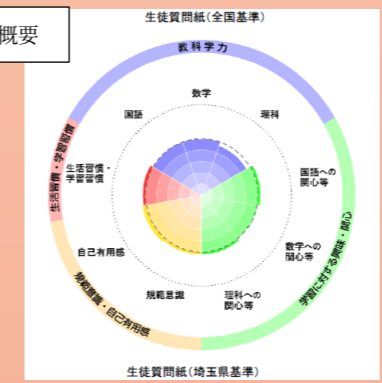 概要
生徒質問紙(全国基準)
教科学力
数学
国語
理科
生活習慣・学習習慣
生活習慣・
学習習慣
国語への
関心等
自己有用感
数学への
関心等
規範意識
理科への
関心等
学習に対する興味・関心
規範意識・自己有用感
生徒質問紙(埼玉県基準)